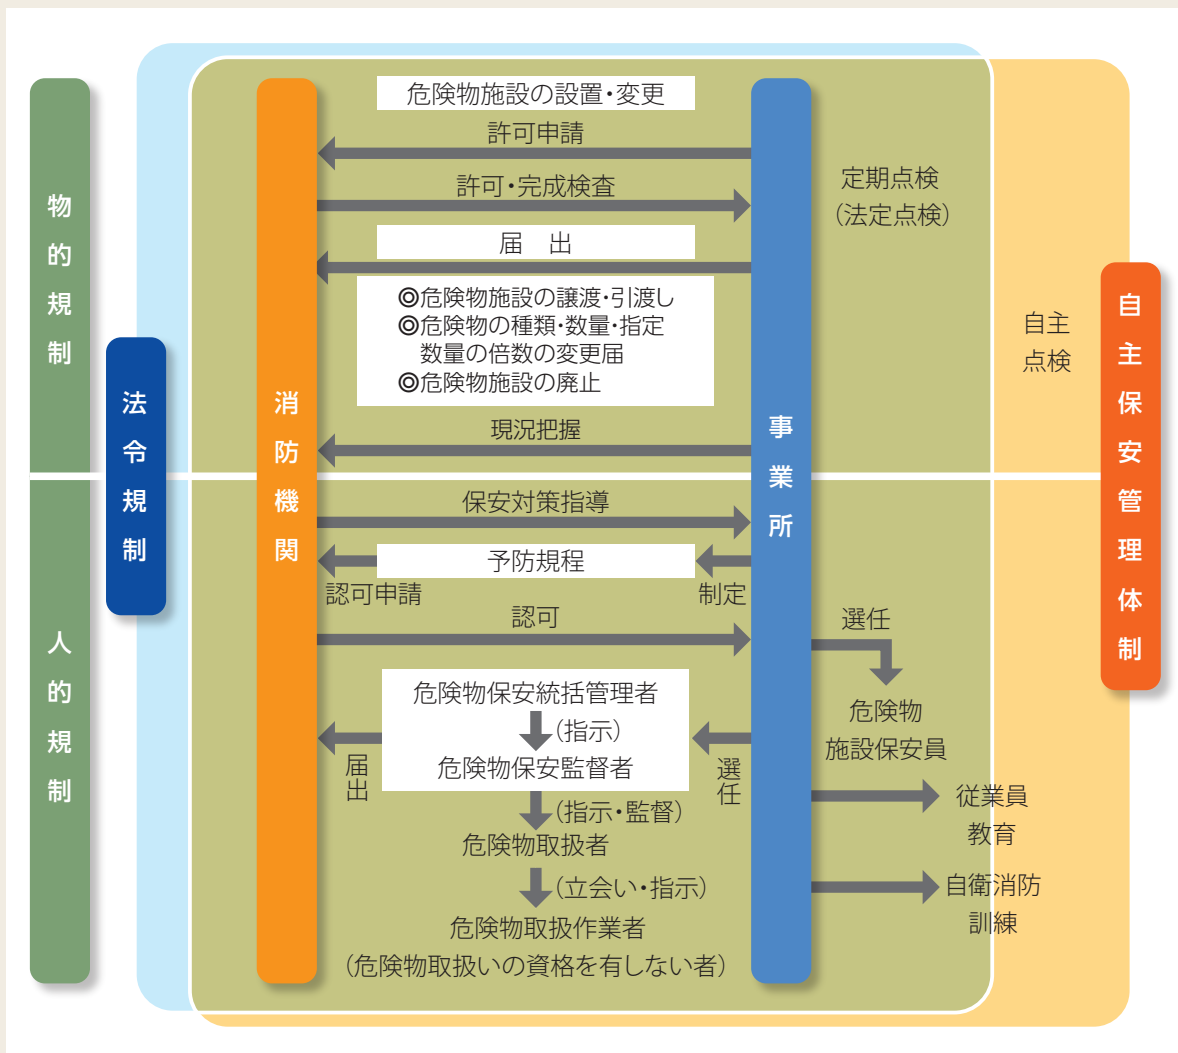 物的規制
人的規制
法令規制
消防機関
危険物施設の設置・変更
許可申請
許可・完成検査
届　出
◎危険物施設の譲渡・引渡し
◎危険物の種類・数量・指定
数量の倍数の変更届
◎危険物施設の廃止
現況把握
保安対策指導
予防規程
認可申請
制定
認可
危険物保安統括管理者
(指示)
危険物保安監督者
届出
選任
(指示・監督)
危険物取扱者
(立会い・指示)
危険物取扱作業者
(危険物取扱いの資格を有しない者)
事業所
定期点検
(法定点検)
自主
点検
選任
危険物
施設保安員
従業員
教育
自衛消防
訓練
自主保安管理体制